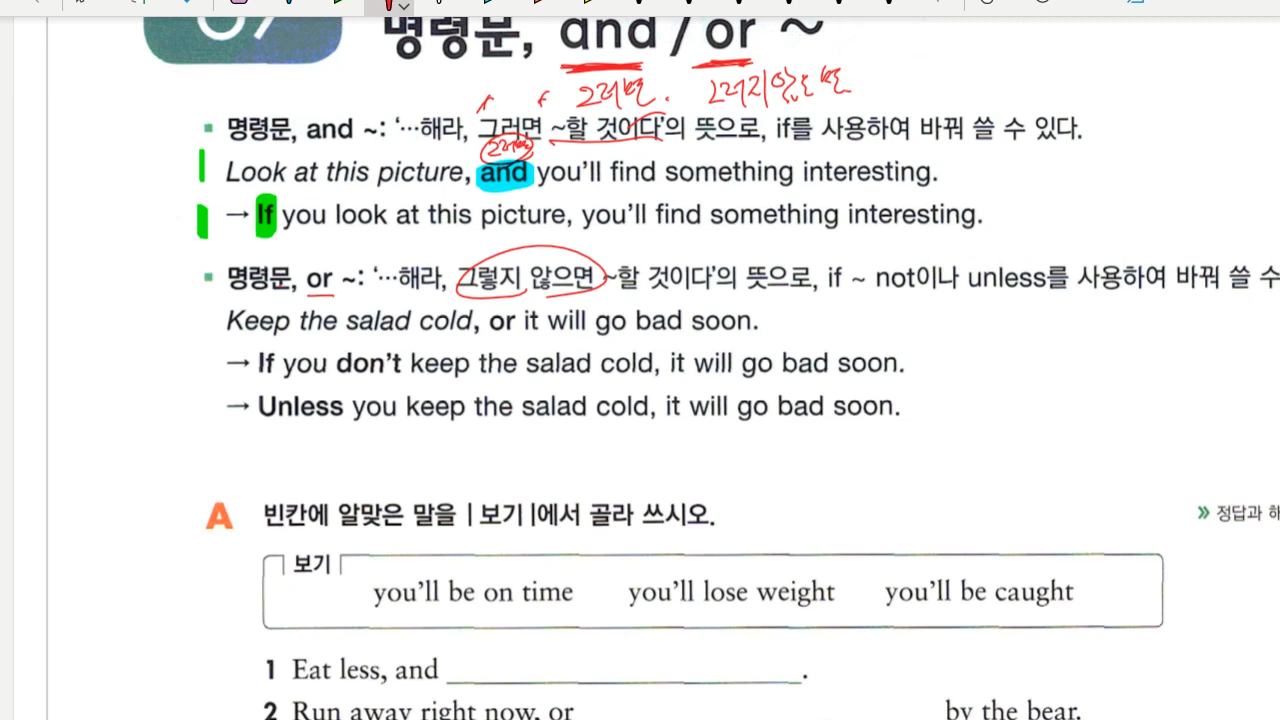 07
명령문, and / or ~
그러면. 그러지않으면
명령문, and ~: ‘…해라, 그러면 ~할 것이다’의 뜻으로, if를 사용하여 바꿔 쓸 수 있다.
그러면
Look at this picture, and you’ll find something interesting.
→ If you look at this picture, you’ll find something interesting.
명령문, or ~: ‘…해라, 그렇지 않으면 ~할 것이다’의 뜻으로, if ~ not이나 unless를 사용하여 바꿔 쓸 수
Keep the salad cold, or it will go bad soon.
→ If you don’t keep the salad cold, it will go bad soon.
→ Unless you keep the salad cold, it will go bad soon.
A 빈칸에 알맞은 말을 |보기|에서 골라 쓰시오.
» 정답과 해
보기
you’ll be on time you’ll lose weight you’ll be caught
1 Eat less, and ____________________.
2 Run away right now, or ____________________ by the bear.